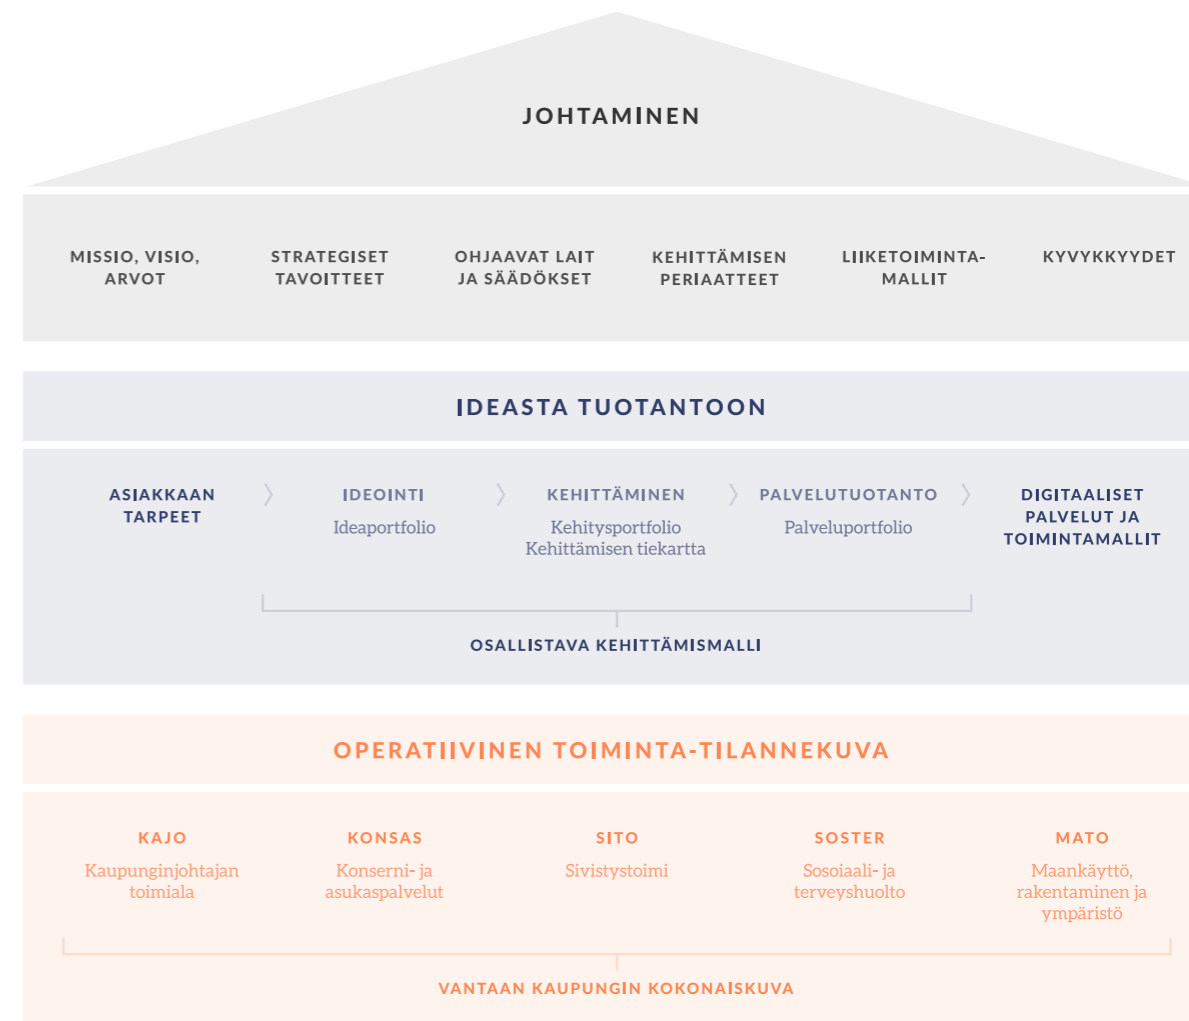 JOHTAMINEN
MISSIO, VISIO,
ARVOT
STRATEGISET
TAVOITTEET
OHJAAVAT LAIT
JA SÄÄDÖKSET
KEHITTÄMISEN
PERIAATTEET
LIIKETOIMINTA-
MALLIT
KYVYKKYYDET
IDEASTA TUOTANTOON
ASIAKKAAN
TARPEET
IDEOINTI
Ideaportfolio
KEHITTÄMINEN
Kehitysportfolio
Kehittämisen tiekartta
PALVELUTUOTANTO
Palveluportfolio
DIGITAALISET
PALVELUT JA
TOIMINTAMALLIT
OSALLISTAVA KEHITTÄMISMALLI
OPERATIIVINEN TOIMINTA-TILANNEKUVA
KAJO
Kaupunginjohtajan
toimiala
KONSAS
Konserni- ja
asukaspalvelut
SITO
Sivistystoimi
SOSTER
Sosoiaali- ja
terveyshuolto
MATO
Maankäyttö,
rakentaminen ja
ympäristö
VANTAAN KAUPUNGIN KOKONAISKUVA